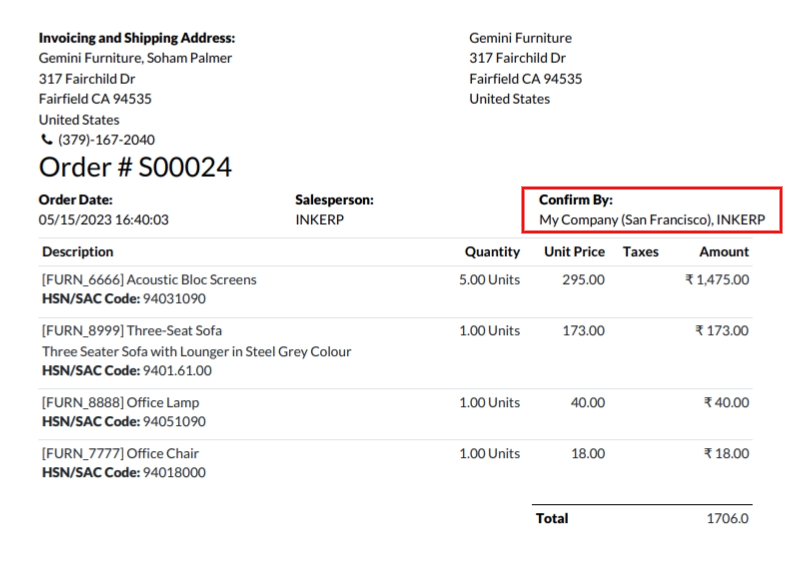 Invoicing and Shipping Address:
Gemini Furniture, Soham Palmer
317 Fairchild Dr
Fairfield CA 94535
United States
(379)-167-2040
Gemini Furniture
317 Fairchild Dr
Fairfield CA 94535
United States
Order # S00024
Order Date:
05/15/2023 16:40:03
Salesperson:
INKERP
Confirm By:
My Company (San Francisco), INKERP
Description Quantity Unit Price Taxes Amount
[FURN_6666] Acoustic Bloc Screens 5.00 Units 295.00 ₹ 1,475.00
HSN/SAC Code: 94031090
[FURN_8999] Three-Seat Sofa 1.00 Units 173.00 ₹ 173.00
Three Seater Sofa with Lounger in Steel Grey Colour
HSN/SAC Code: 9401.61.00
[FURN_8888] Office Lamp 1.00 Units 40.00 ₹ 40.00
HSN/SAC Code: 94051090
[FURN_7777] Office Chair 1.00 Units 18.00 ₹ 18.00
HSN/SAC Code: 94018000
Total 1706.0